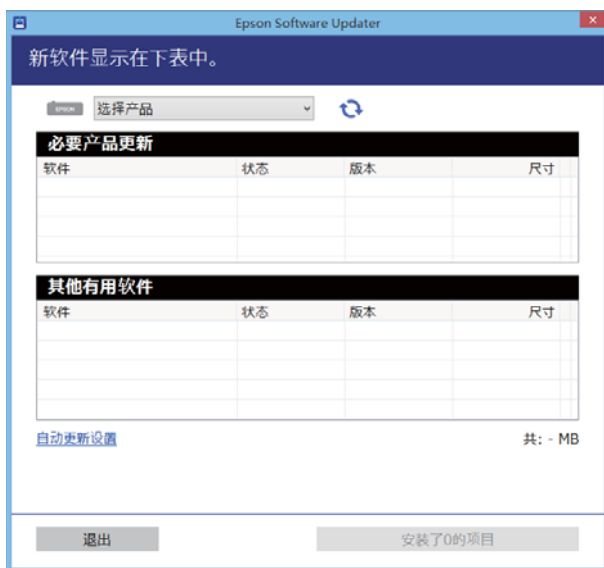 Epson Software Updater
新软件显示在下表中。
EPSON 选择产品
必要产品更新
软件 状态 版本 尺寸
其他有用软件
软件 状态 版本 尺寸
自动更新设置 共: - MB
退出 安装了0的项目